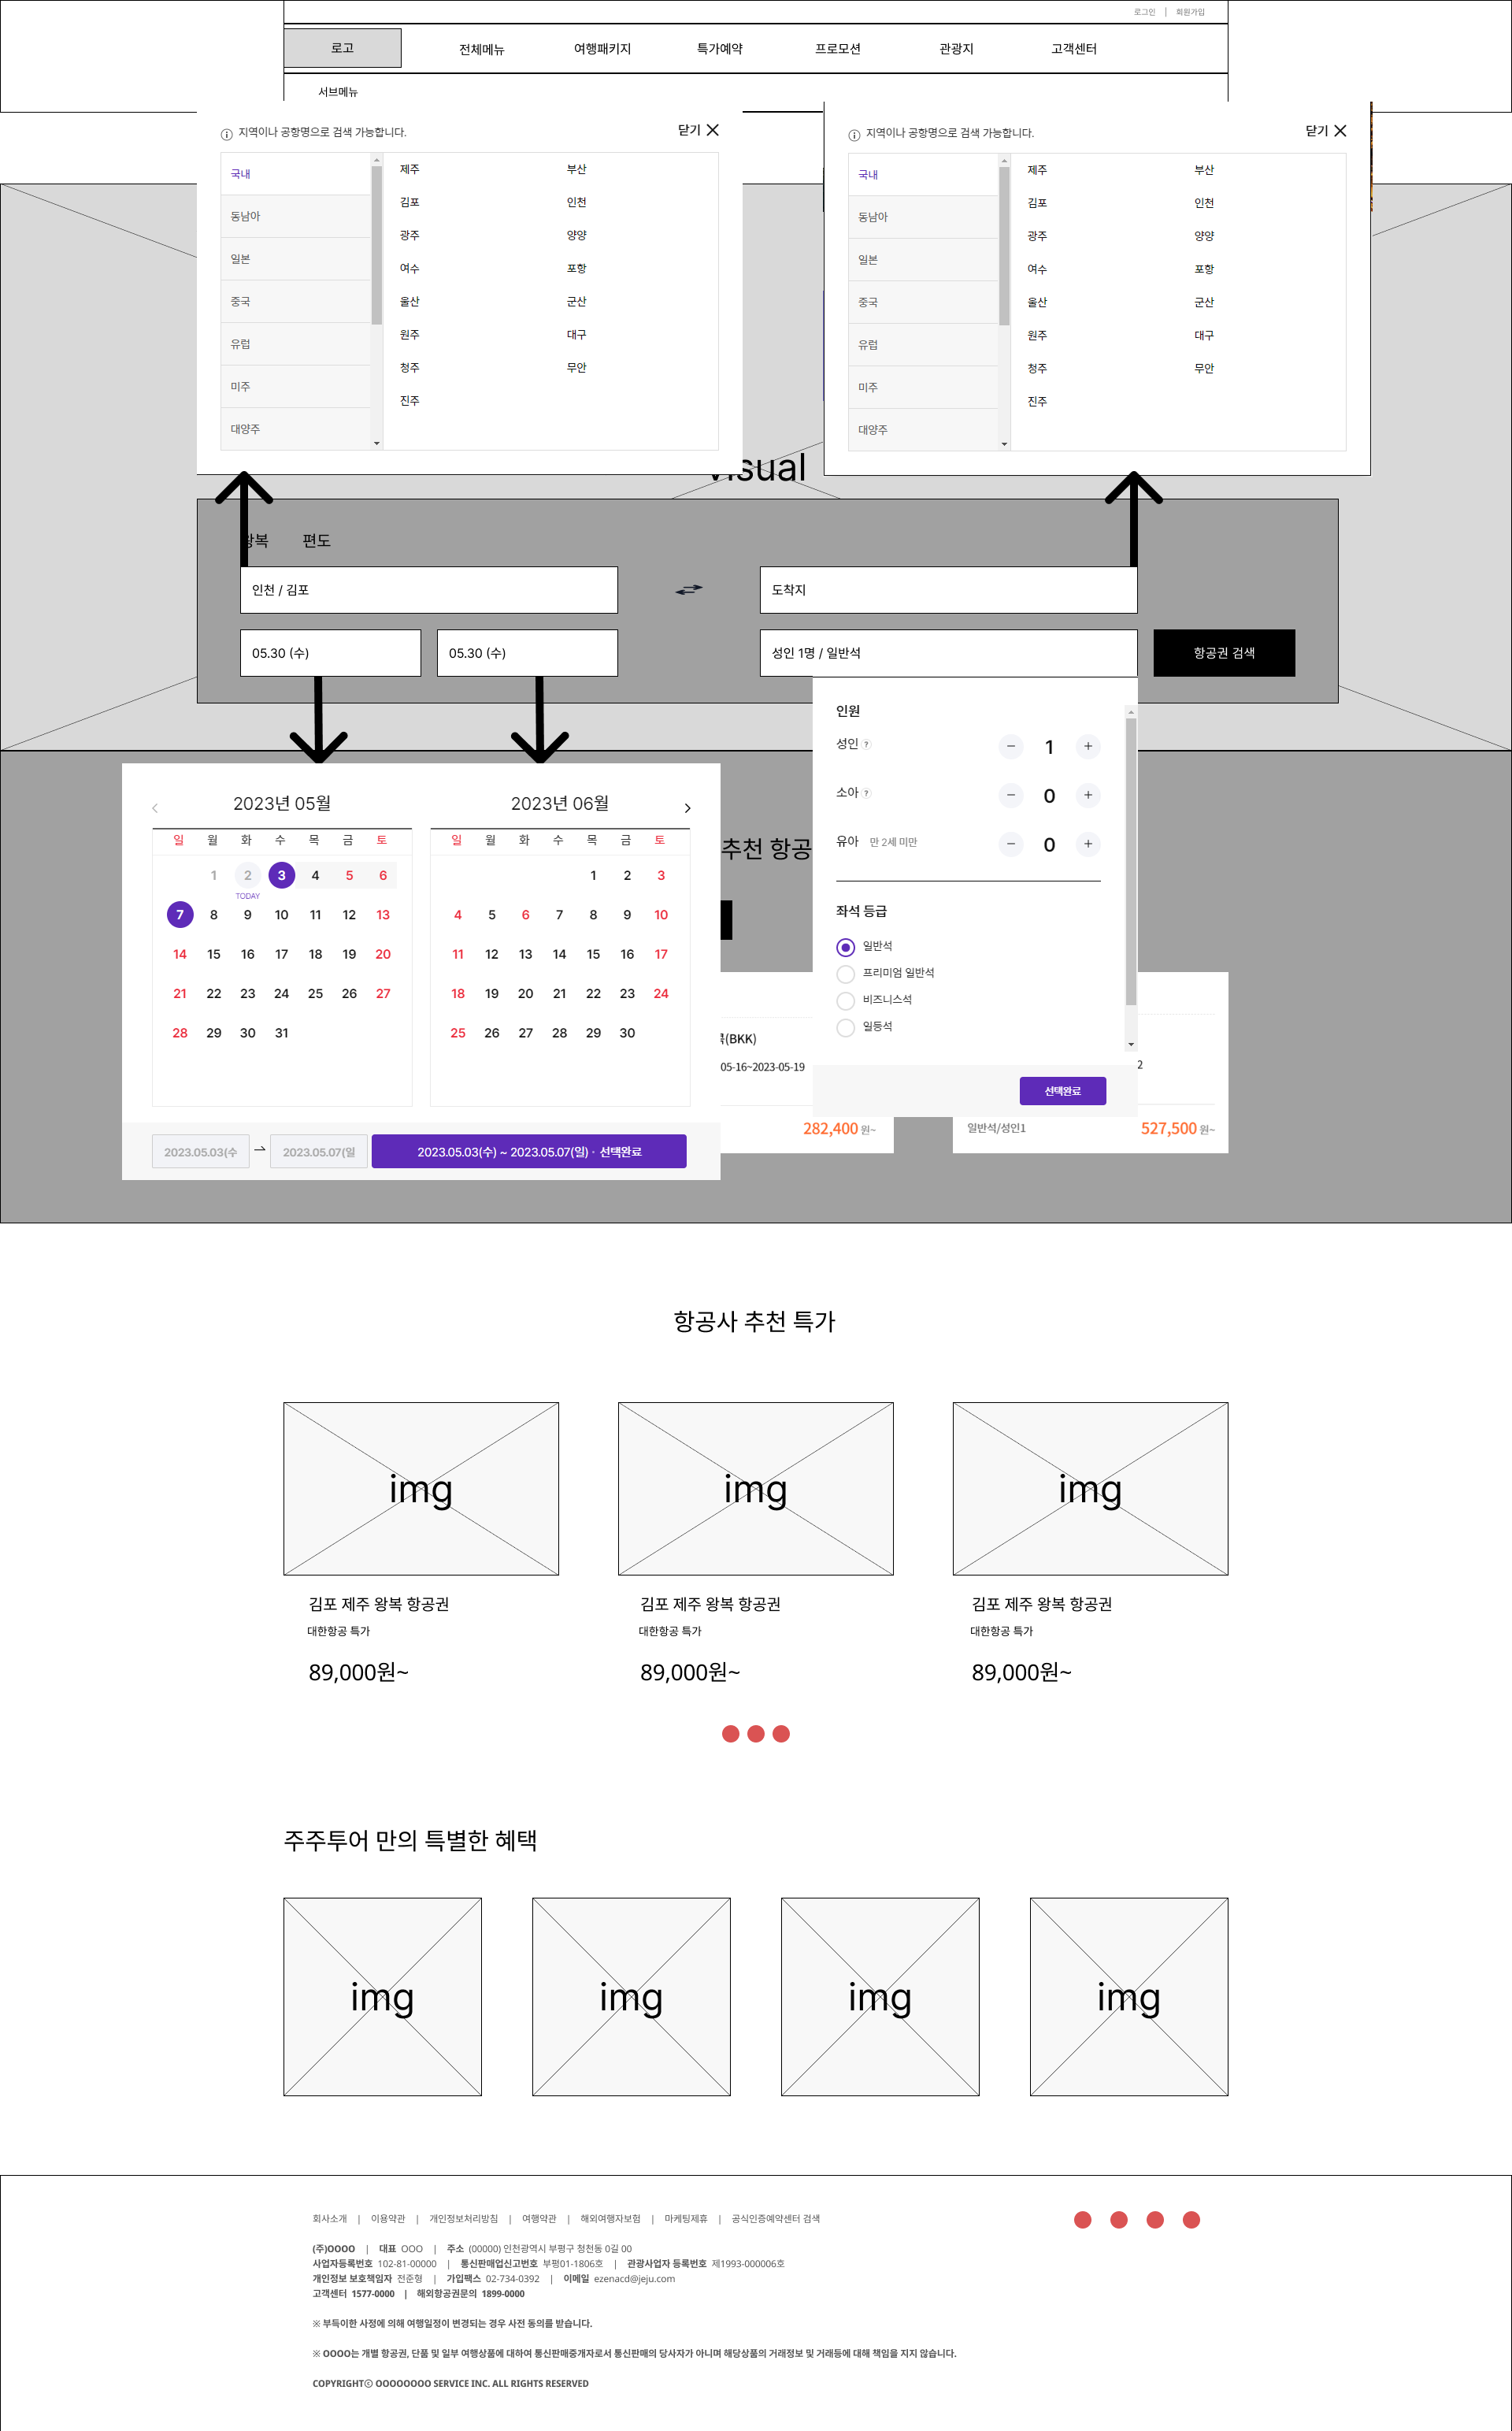 로그인 | 회원가입
로고 전체메뉴 여행패키지 특가예약 프로모션 관광지 고객센터
서브메뉴
지역이나 공항명으로 검색 가능합니다. 닫기
국내
동남아
일본
중국
유럽
미주
대양주
제주 부산
김포 인천
광주 양양
여수 포항
울산 군산
원주 대구
청주 무안
진주
지역이나 공항명으로 검색 가능합니다. 닫기
국내
동남아
일본
중국
유럽
미주
대양주
제주 부산
김포 인천
광주 양양
여수 포항
울산 군산
원주 대구
청주 무안
진주
visual
왕복 편도
인천 / 김포 도착지
05.30 (수) 05.30 (수) 성인 1명 / 일반석 항공권 검색
2023년 05월
일 월 화 수 목 금 토
1 2 3 4 5 6
TODAY
7 8 9 10 11 12 13
14 15 16 17 18 19 20
21 22 23 24 25 26 27
28 29 30 31
2023년 06월
일 월 화 수 목 금 토
1 2 3
4 5 6 7 8 9 10
11 12 13 14 15 16 17
18 19 20 21 22 23 24
25 26 27 28 29 30
2023.05.03(수 2023.05.07(일 2023.05.03(수) ~ 2023.05.07(일) · 선택완료
인원
성인 ? 1
소아 ? 0
유아 만 2세 미만 0
좌석 등급
일반석
프리미엄 일반석
비즈니스석
일등석
선택완료
추천 항공
(BKK)
05-16~2023-05-19
2
282,400 원~
일반석/성인1 527,500 원~
항공사 추천 특가
img img img
김포 제주 왕복 항공권 김포 제주 왕복 항공권 김포 제주 왕복 항공권
대한항공 특가 대한항공 특가 대한항공 특가
89,000원~ 89,000원~ 89,000원~
주주투어 만의 특별한 혜택
img img img img
회사소개 | 이용약관 | 개인정보처리방침 | 여행약관 | 해외여행자보험 | 마케팅제휴 | 공식인증예약센터 검색
(주)OOOO | 대표 OOO | 주소 (00000) 인천광역시 부평구 청천동 0길 00
사업자등록번호 102-81-00000 | 통신판매업신고번호 부평01-1806호 | 관광사업자 등록번호 제1993-000006호
개인정보 보호책임자 전준형 | 가입팩스 02-734-0392 | 이메일 ezenacd@jeju.com
고객센터 1577-0000 | 해외항공권문의 1899-0000
※ 부득이한 사정에 의해 여행일정이 변경되는 경우 사전 동의를 받습니다.
※ OOOO는 개별 항공권, 단품 및 일부 여행상품에 대하여 통신판매중개자로서 통신판매의 당사자가 아니며 해당상품의 거래정보 및 거래등에 대해 책임을 지지 않습니다.
COPYRIGHTⓒ OOOOOOOO SERVICE INC. ALL RIGHTS RESERVED